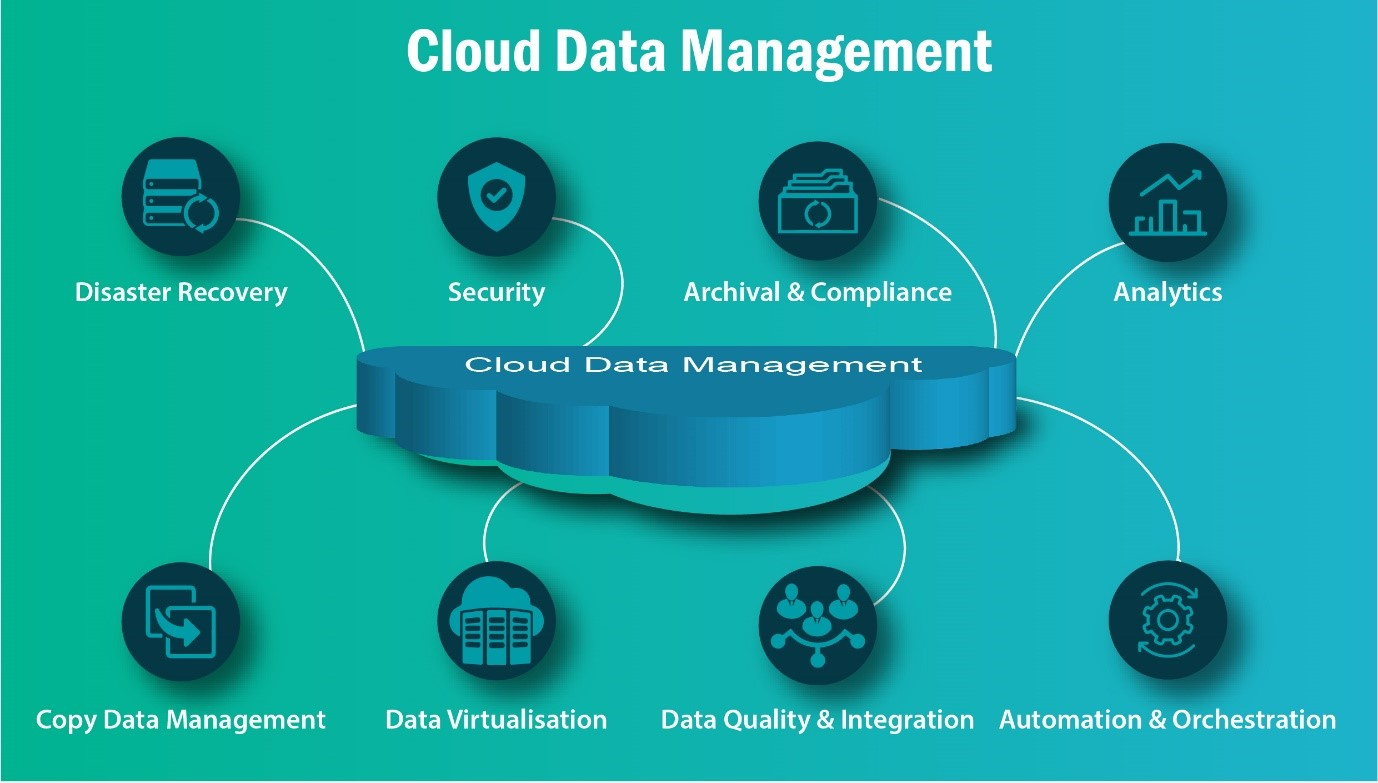 Cloud Data Management
Disaster Recovery
Security
Archival & Compliance
Analytics
Cloud Data Management
Copy Data Management
Data Virtualisation
Data Quality & Integration
Automation & Orchestration